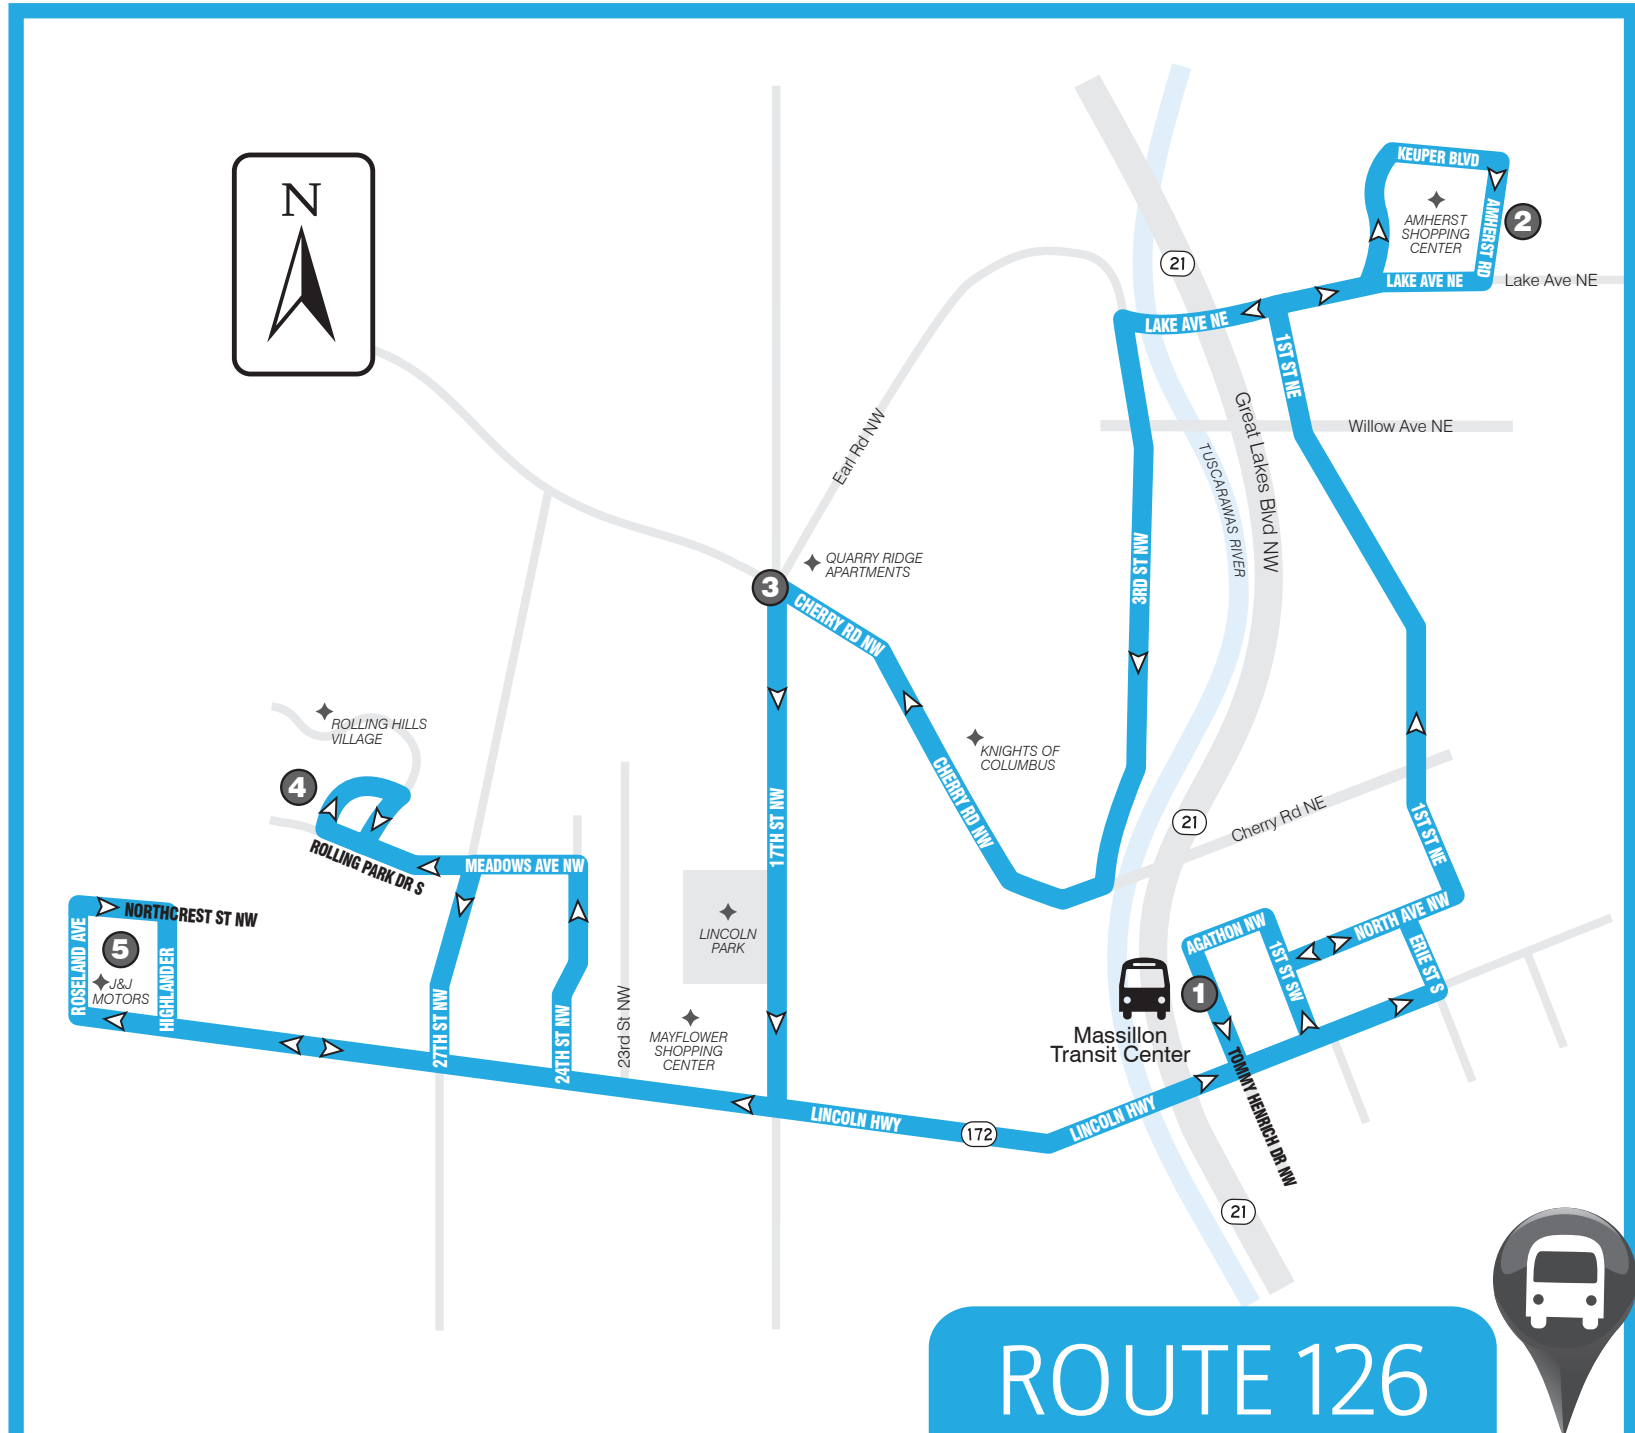 N
KEUPER BLVD
AMHERST
SHOPPING
CENTER
AMHERST RD
2
21
LAKE AVE NE
Lake Ave NE
LAKE AVE NE
1ST ST NE
Great Lakes Blvd NW
Willow Ave NE
Earl Rd NW
TUSCARAWAS RIVER
QUARRY RIDGE
APARTMENTS
3
CHERRY RD NW
3RD ST NW
ROLLING HILLS
VILLAGE
KNIGHTS OF
COLUMBUS
4
CHERRY RD NW
17TH ST NW
21
Cherry Rd NE
1ST ST NE
ROLLING PARK DR S
MEADOWS AVE NW
NORTHCREST ST NW
ROSELAND AVE
5
J&J
MOTORS
HIGHLANDER
LINCOLN
PARK
AGATHON NW
NORTH AVE NW
1ST ST SW
ERIE ST S
1
27TH ST NW
24TH ST NW
23rd St NW
MAYFLOWER
SHOPPING
CENTER
Massillon
Transit Center
TOMMY HENRICH DR NW
LINCOLN HWY
172
LINCOLN HWY
21
ROUTE 126